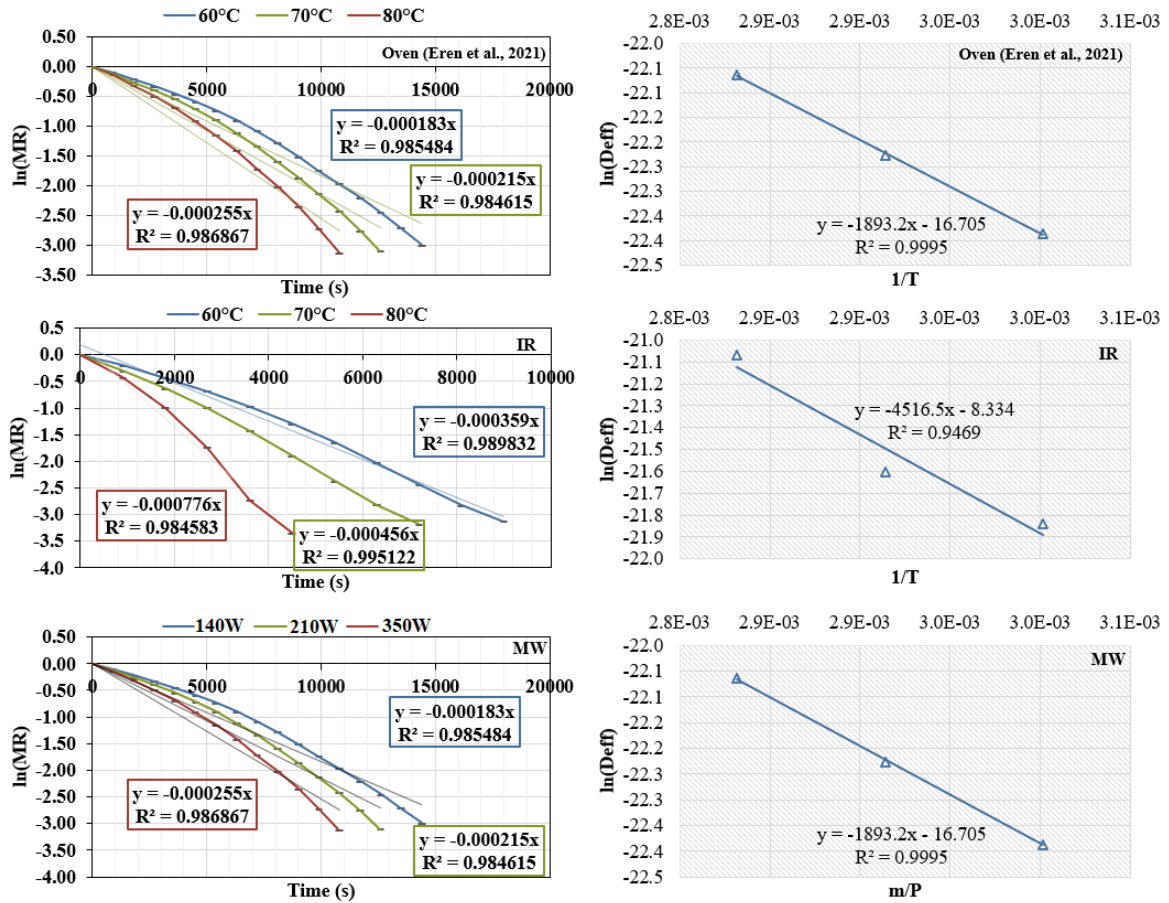 60°C 70°C 80°C
Oven (Eren et al., 2021)
ln(MR)
0.50
0.00
-0.50
-1.00
-1.50
-2.00
-2.50
-3.00
-3.50
0 5000 10000 15000 20000
y = -0.000183x
R² = 0.985484
y = -0.000215x
R² = 0.984615
y = -0.000255x
R² = 0.986867
Time (s)
2.8E-03 2.9E-03 2.9E-03 3.0E-03 3.0E-03 3.1E-03
Oven (Eren et al., 2021)
ln(Deff)
-22.0
-22.1
-22.1
-22.2
-22.3
-22.3
-22.4
-22.4
-22.5
y = -1893.2x - 16.705
R² = 0.9995
1/T
60°C 70°C 80°C
IR
ln(MR)
0.5
0.0
-0.5
-1.0
-1.5
-2.0
-2.5
-3.0
-3.5
-4.0
0 2000 4000 6000 8000 10000
y = -0.000359x
R² = 0.989832
y = -0.000776x
R² = 0.984583
y = -0.000456x
R² = 0.995122
Time (s)
2.8E-03 2.9E-03 2.9E-03 3.0E-03 3.0E-03 3.1E-03
IR
ln(Deff)
-21.0
-21.1
-21.3
-21.4
-21.6
-21.7
-21.9
-22.0
y = -4516.5x - 8.334
R² = 0.9469
1/T
140W 210W 350W
MW
ln(MR)
0.50
0.00
-0.50
-1.00
-1.50
-2.00
-2.50
-3.00
-3.50
-4.00
0 5000 10000 15000 20000
y = -0.000183x
R² = 0.985484
y = -0.000255x
R² = 0.986867
y = -0.000215x
R² = 0.984615
Time (s)
2.8E-03 2.9E-03 2.9E-03 3.0E-03 3.0E-03 3.1E-03
MW
ln(Deff)
-22.0
-22.1
-22.1
-22.2
-22.3
-22.3
-22.4
-22.4
-22.5
y = -1893.2x - 16.705
R² = 0.9995
m/P